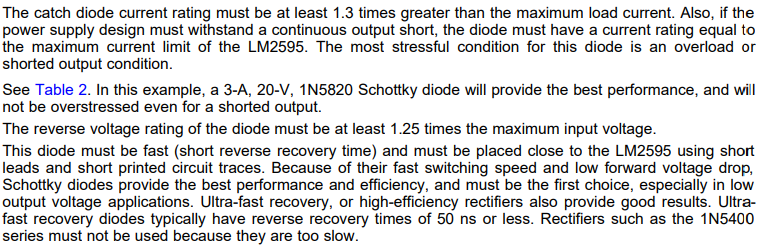 The catch diode current rating must be at least 1.3 times greater than the maximum load current. Also, if the
power supply design must withstand a continuous output short, the diode must have a current rating equal to
the maximum current limit of the LM2595. The most stressful condition for this diode is an overload or
shorted output condition.
See Table 2. In this example, a 3-A, 20-V, 1N5820 Schottky diode will provide the best performance, and will
not be overstressed even for a shorted output.
The reverse voltage rating of the diode must be at least 1.25 times the maximum input voltage.
This diode must be fast (short reverse recovery time) and must be placed close to the LM2595 using short
leads and short printed circuit traces. Because of their fast switching speed and low forward voltage drop,
Schottky diodes provide the best performance and efficiency, and must be the first choice, especially in low
output voltage applications. Ultra-fast recovery, or high-efficiency rectifiers also provide good results. Ultra-
fast recovery diodes typically have reverse recovery times of 50 ns or less. Rectifiers such as the 1N5400
series must not be used because they are too slow.